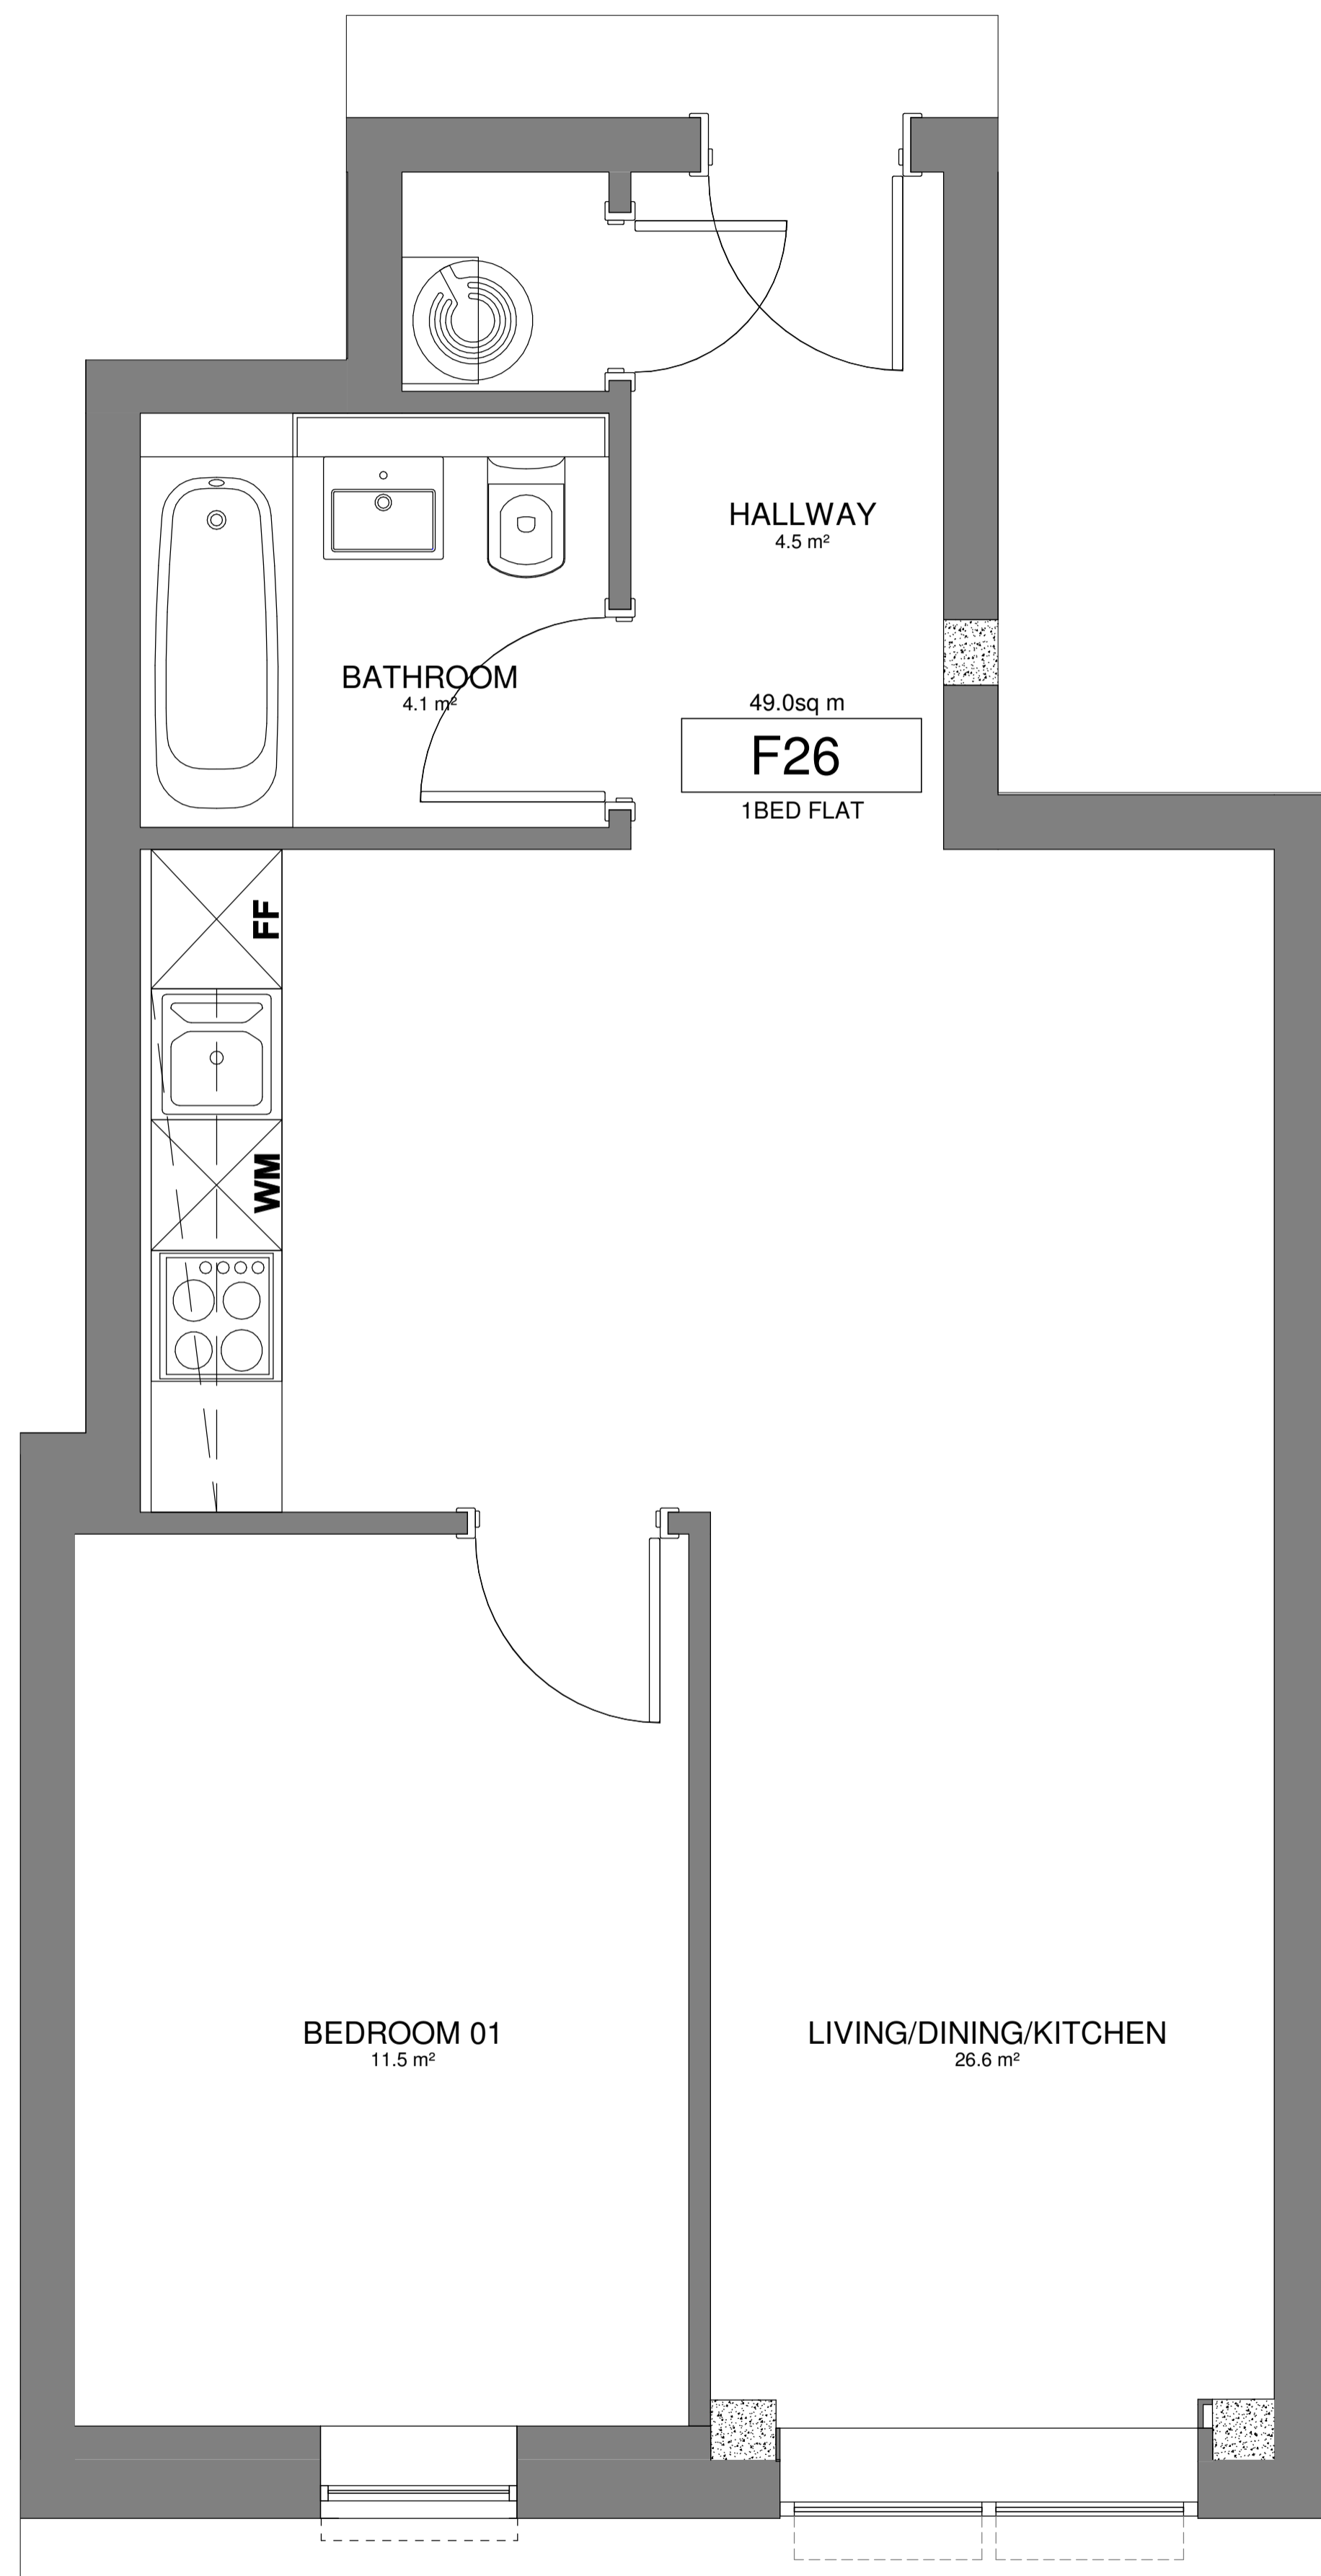 HALLWAY
4.5 m²
BATHROOM
4.1 m²
49.0sq m
F26
1BED FLAT
FF
WM
BEDROOM 01
11.5 m²
LIVING/DINING/KITCHEN
26.6 m²